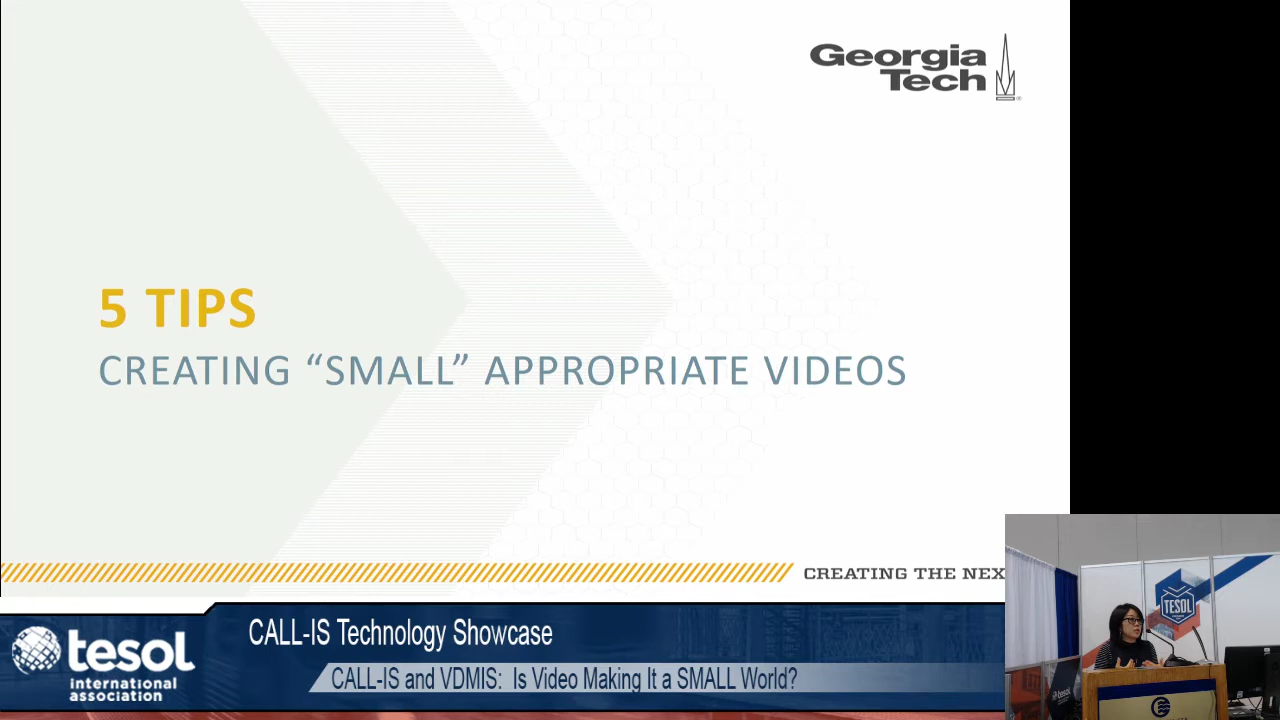 Georgia
Tech
5 TIPS
CREATING “SMALL” APPROPRIATE VIDEOS
CREATING THE NEX
tesol
international
association
CALL-IS Technology Showcase
CALL-IS and VDMIS: Is Video Making It a SMALL World?
TESOL
tesol